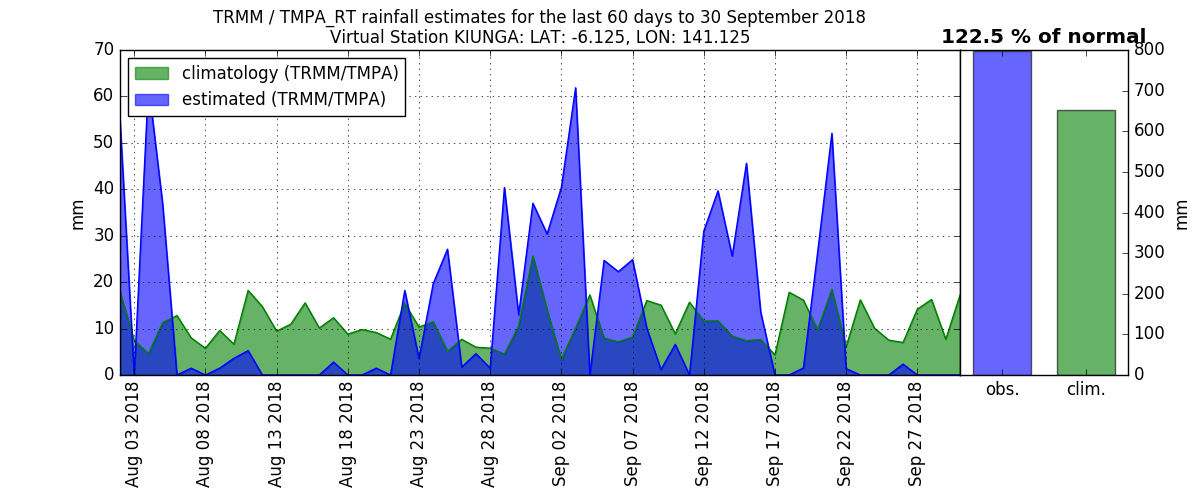 TRMM / TMPA_RT rainfall estimates for the last 60 days to 30 September 2018
Virtual Station KIUNGA: LAT: -6.125, LON: 141.125
122.5 % of normal
climatology (TRMM/TMPA)
estimated (TRMM/TMPA)
70
60
50
40
30
20
10
0
mm
Aug 03 2018
Aug 08 2018
Aug 13 2018
Aug 18 2018
Aug 23 2018
Aug 28 2018
Sep 02 2018
Sep 07 2018
Sep 12 2018
Sep 17 2018
Sep 22 2018
Sep 27 2018
800
700
600
500
400
300
200
100
0
mm
obs.
clim.